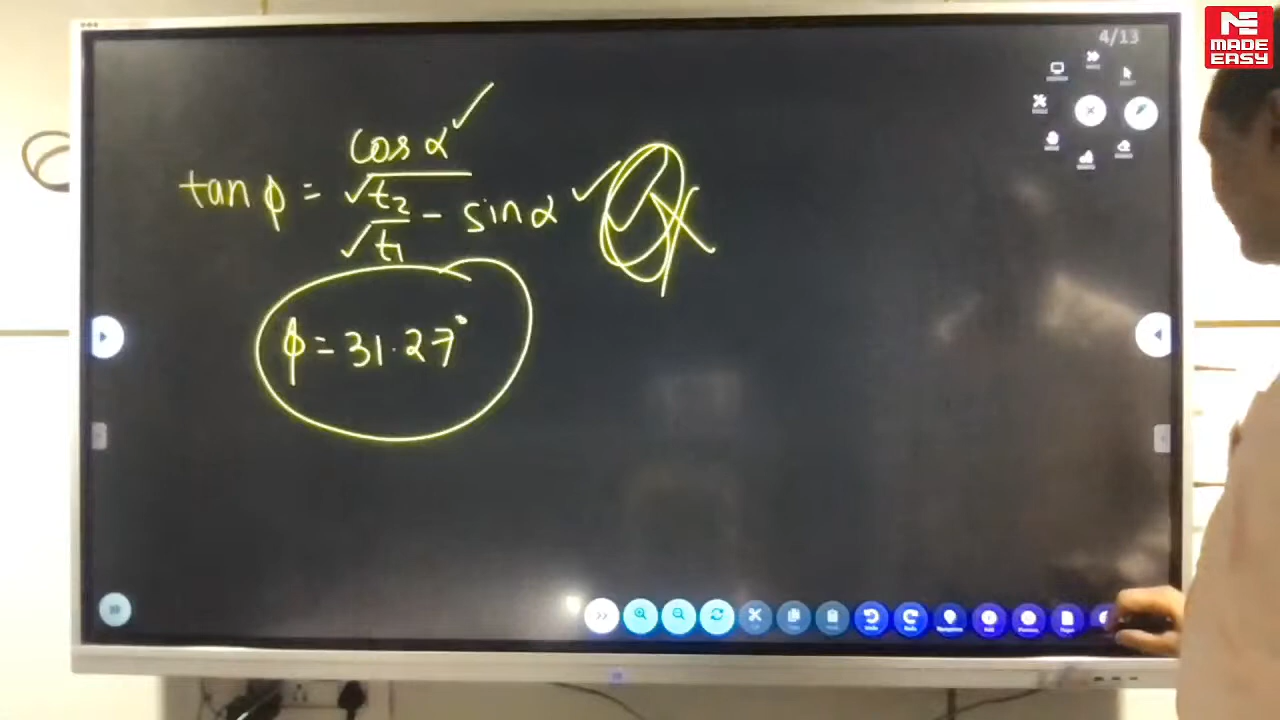 4/13
MADE
EASY
cos α ✓
tan ϕ = ✓t₂ / ✓t₁ - sin α ✓
ϕ = 31.27°